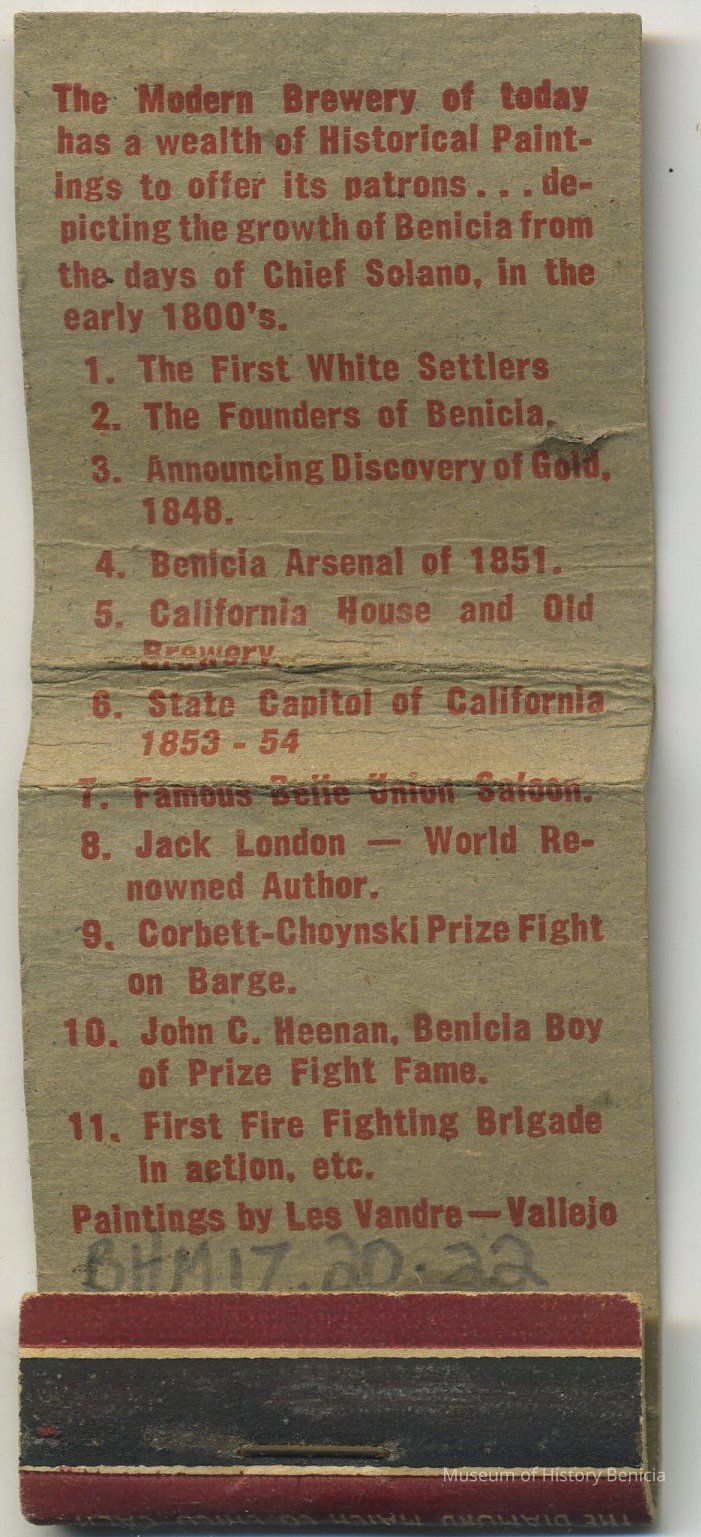 The Modern Brewery of today
has a wealth of Historical Paint-
ings to offer its patrons . . . de-
picting the growth of Benicia from
the days of Chief Solano, in the
early 1800's.
1. The First White Settlers
2. The Founders of Benicia.
3. Announcing Discovery of Gold,
1848.
4. Benicia Arsenal of 1851.
5. California House and Old
Brewery.
6. State Capitol of California
1853 - 54
7. Famous Belle Union Saloon.
8. Jack London — World Re-
nowned Author.
9. Corbett-Choynski Prize Fight
on Barge.
10. John C. Heenan, Benicia Boy
of Prize Fight Fame.
11. First Fire Fighting Brigade
in action, etc.
Paintings by Les Vandre — Vallejo
BHM17.20.22
Museum of History Benicia
THE DIAMOND MATCH